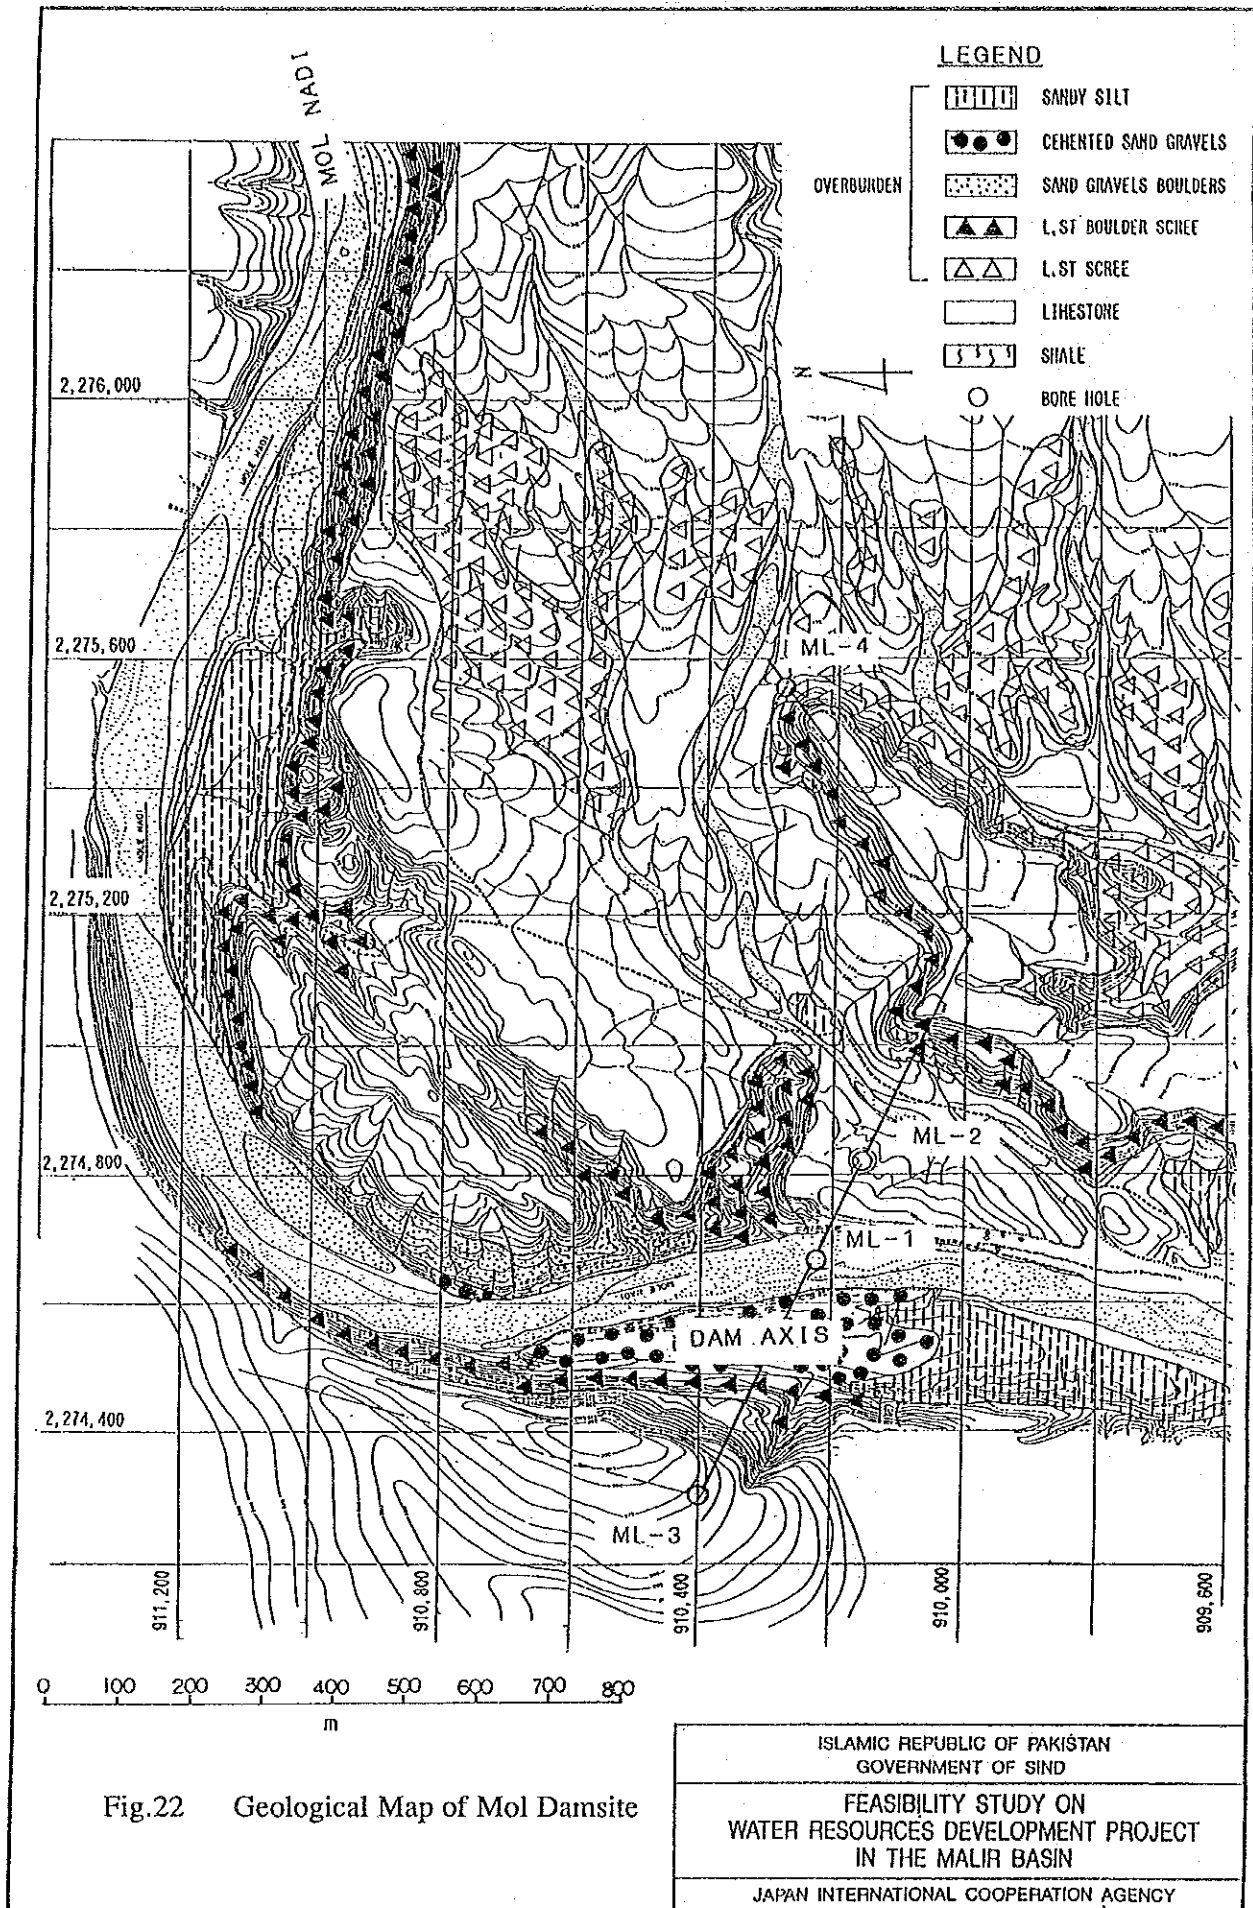 LEGEND
SANDY SILT
CEHENTED SAND GRAVELS
OVERBURDEN
SAND GRAVELS BOULDERS
L.ST BOULDER SCREE
L.ST SCREE
LIHESTONE
SHALE
BORE HOLE
MOL NADI
N
2,276,000
2,275,600
2,275,200
2,274,800
2,274,400
ML-4
ML-2
ML-1
DAM AXIS
ML-3
911,200
910,800
910,400
910,000
909,600
0 100 200 300 400 500 600 700 800
m
Fig.22 Geological Map of Mol Damsite
ISLAMIC REPUBLIC OF PAKISTAN
GOVERNMENT OF SIND
FEASIBILITY STUDY ON
WATER RESOURCES DEVELOPMENT PROJECT
IN THE MALIR BASIN
JAPAN INTERNATIONAL COOPERATION AGENCY